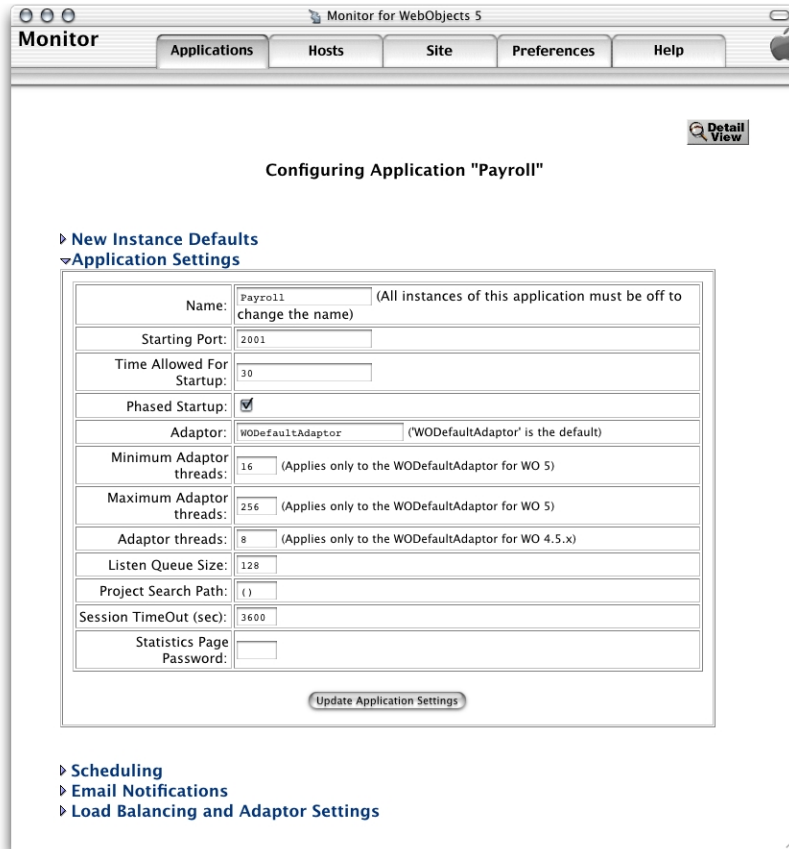 Monitor for WebObjects 5
Monitor
Applications
Hosts
Site
Preferences
Help
Detail
View
Configuring Application "Payroll"
New Instance Defaults
Application Settings
Name: Payroll (All instances of this application must be off to
change the name)
Starting Port: 2001
Time Allowed For
Startup: 30
Phased Startup:
Adaptor: WODefaultAdaptor ('WODefaultAdaptor' is the default)
Minimum Adaptor
threads: 16 (Applies only to the WODefaultAdaptor for WO 5)
Maximum Adaptor
threads: 256 (Applies only to the WODefaultAdaptor for WO 5)
Adaptor threads: 8 (Applies only to the WODefaultAdaptor for WO 4.5.x)
Listen Queue Size: 128
Project Search Path: ()
Session TimeOut (sec): 3600
Statistics Page
Password:
Update Application Settings
Scheduling
Email Notifications
Load Balancing and Adaptor Settings